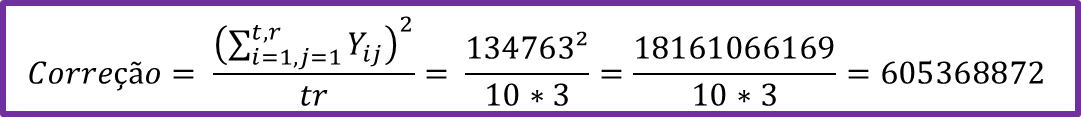 Correção = (∑_{i=1,j=1}^{t,r} Y_{ij})² / tr = 134763² / 10 * 3 = 18161066169 / 10 * 3 = 605368872